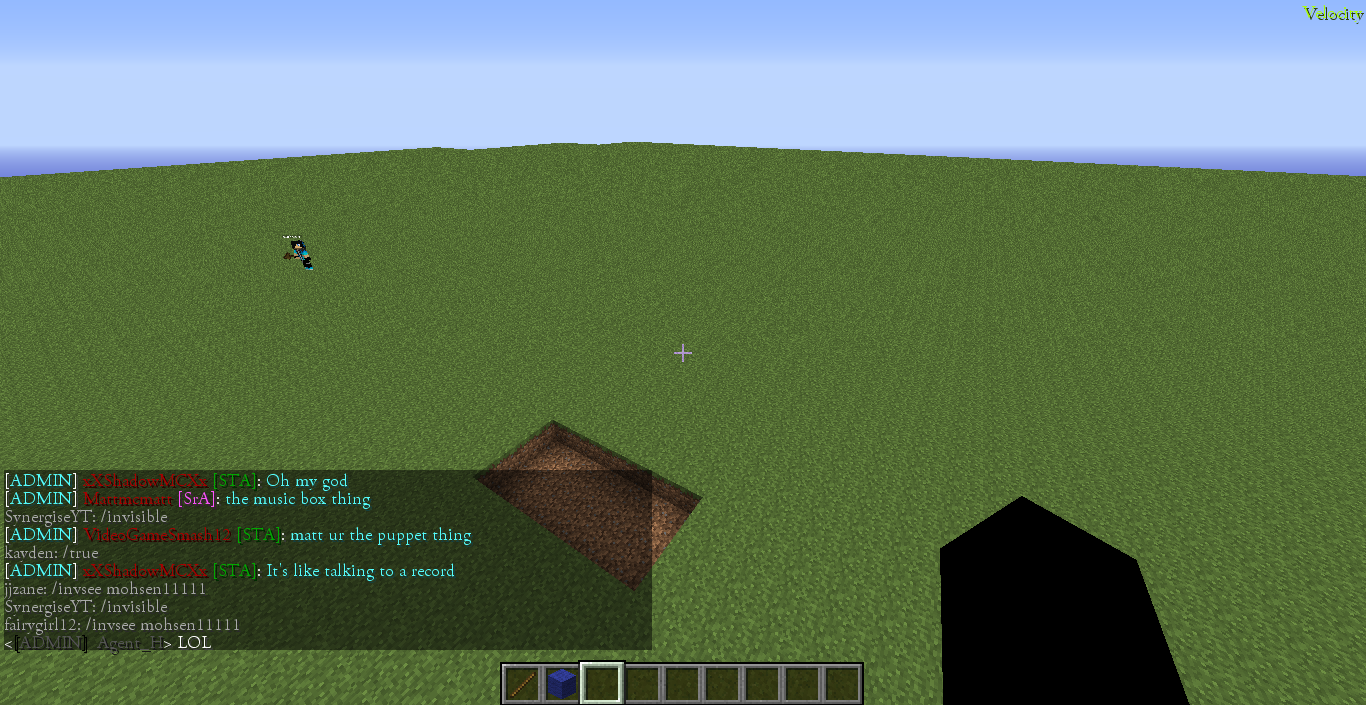 Velocity
[ADMIN] xXShadowMCXx [STA]: Oh my god
[ADMIN] Mattmcmatt [SrA]: the music box thing
SynergiseYT: /invisible
[ADMIN] VideoGameSmash12 [STA]: matt ur the puppet thing
kayden: /true
[ADMIN] xXShadowMCXx [STA]: It's like talking to a record
jjzane: /invsee mohsen11111
SynergiseYT: /invisible
fairygirl12: /invsee mohsen11111
<[ADMIN] Agent_H> LOL